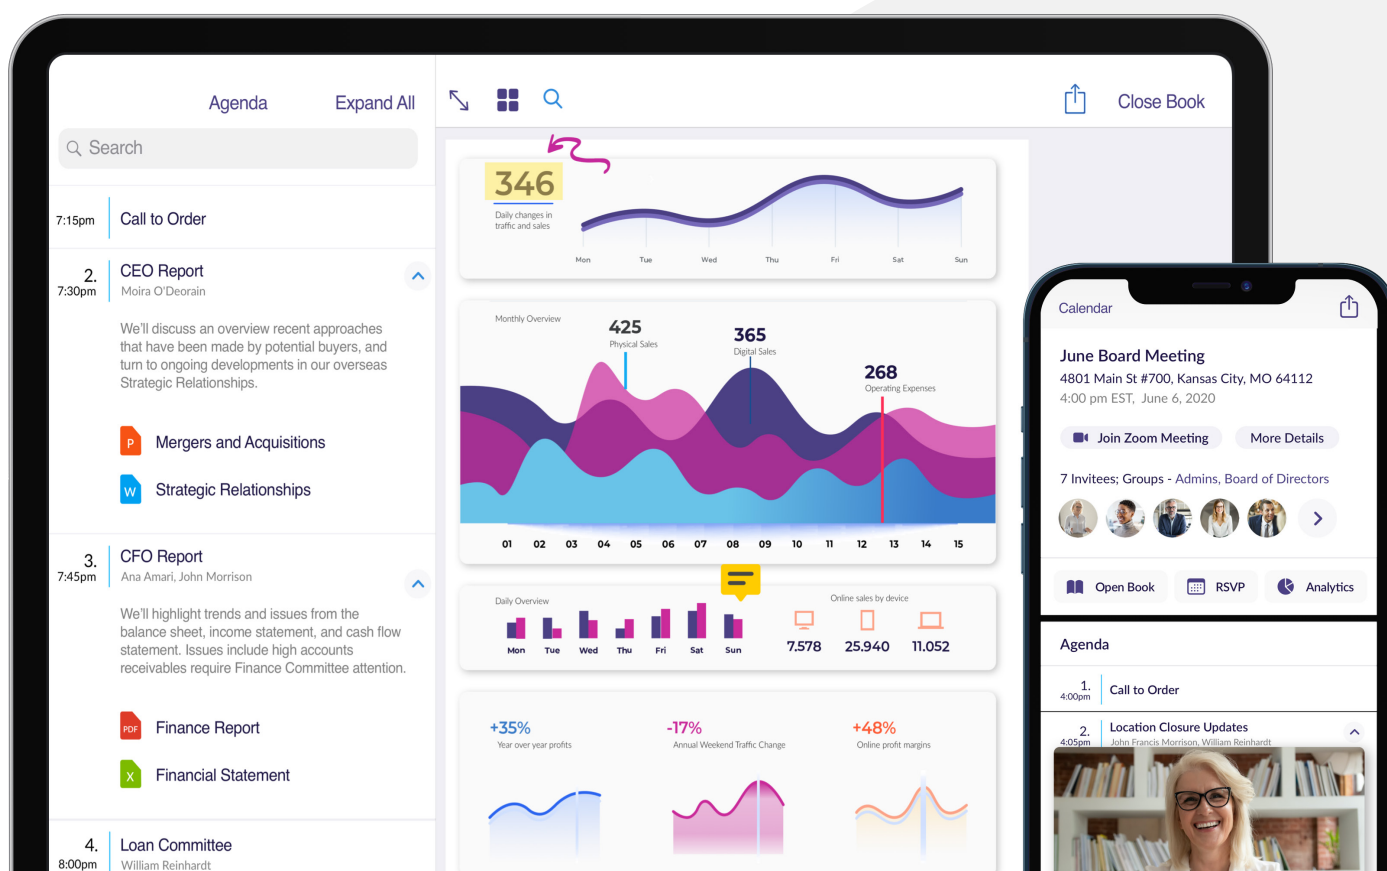 Agenda
Expand All
Search
7:15pm
Call to Order
2.
7:30pm
CEO Report
Moira O'Deorain
We'll discuss an overview recent approaches
that have been made by potential buyers, and
turn to ongoing developments in our overseas
Strategic Relationships.
P
Mergers and Acquisitions
W
Strategic Relationships
3.
7:45pm
CFO Report
Ana Amari, John Morrison
We'll highlight trends and issues from the
balance sheet, income statement, and cash flow
statement. Issues include high accounts
receivables require Finance Committee attention.
PDF
Finance Report
X
Financial Statement
4.
8:00pm
Loan Committee
William Reinhardt
Close Book
346
Daily changes in
traffic and sales
Mon Tue Wed Thu Fri Sat Sun
Monthly Overview
425
Physical Sales
365
Digital Sales
268
Operating Expenses
01 02 03 04 05 06 07 08 09 10 11 12 13 14 15
Daily Overview
Mon Tue Wed Thu Fri Sat Sun
Online sales by device
7.578 25.940 11.052
+35%
Year over year profits
-17%
Annual Weekend Traffic Change
+48%
Online profit margins
Calendar
June Board Meeting
4801 Main St #700, Kansas City, MO 64112
4:00 pm EST, June 6, 2020
Join Zoom Meeting
More Details
7 Invitees; Groups - Admins, Board of Directors
Open Book
RSVP
Analytics
Agenda
1.
4:00pm
Call to Order
2.
4:05pm
Location Closure Updates
John Francis Morrison, William Reinhardt